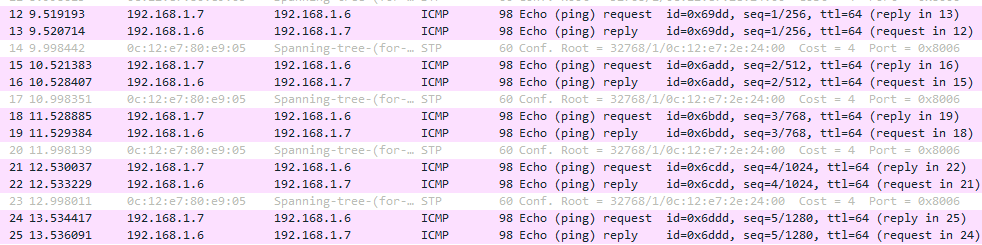 12 9.519193 192.168.1.7 192.168.1.6 ICMP 98 Echo (ping) request id=0x69dd, seq=1/256, ttl=64 (reply in 13)
13 9.520714 192.168.1.6 192.168.1.7 ICMP 98 Echo (ping) reply id=0x69dd, seq=1/256, ttl=64 (request in 12)
14 9.998442 0c:12:e7:80:e9:05 Spanning-tree-(for-… STP 60 Conf. Root = 32768/1/0c:12:e7:2e:24:00 Cost = 4 Port = 0x8006
15 10.521383 192.168.1.7 192.168.1.6 ICMP 98 Echo (ping) request id=0x6add, seq=2/512, ttl=64 (reply in 16)
16 10.528407 192.168.1.6 192.168.1.7 ICMP 98 Echo (ping) reply id=0x6add, seq=2/512, ttl=64 (request in 15)
17 10.998351 0c:12:e7:80:e9:05 Spanning-tree-(for-… STP 60 Conf. Root = 32768/1/0c:12:e7:2e:24:00 Cost = 4 Port = 0x8006
18 11.528885 192.168.1.7 192.168.1.6 ICMP 98 Echo (ping) request id=0x6bdd, seq=3/768, ttl=64 (reply in 19)
19 11.529384 192.168.1.6 192.168.1.7 ICMP 98 Echo (ping) reply id=0x6bdd, seq=3/768, ttl=64 (request in 18)
20 11.998139 0c:12:e7:80:e9:05 Spanning-tree-(for-… STP 60 Conf. Root = 32768/1/0c:12:e7:2e:24:00 Cost = 4 Port = 0x8006
21 12.530037 192.168.1.7 192.168.1.6 ICMP 98 Echo (ping) request id=0x6cdd, seq=4/1024, ttl=64 (reply in 22)
22 12.533229 192.168.1.6 192.168.1.7 ICMP 98 Echo (ping) reply id=0x6cdd, seq=4/1024, ttl=64 (request in 21)
23 12.998011 0c:12:e7:80:e9:05 Spanning-tree-(for-… STP 60 Conf. Root = 32768/1/0c:12:e7:2e:24:00 Cost = 4 Port = 0x8006
24 13.534417 192.168.1.7 192.168.1.6 ICMP 98 Echo (ping) request id=0x6ddd, seq=5/1280, ttl=64 (reply in 25)
25 13.536091 192.168.1.6 192.168.1.7 ICMP 98 Echo (ping) reply id=0x6ddd, seq=5/1280, ttl=64 (request in 24)